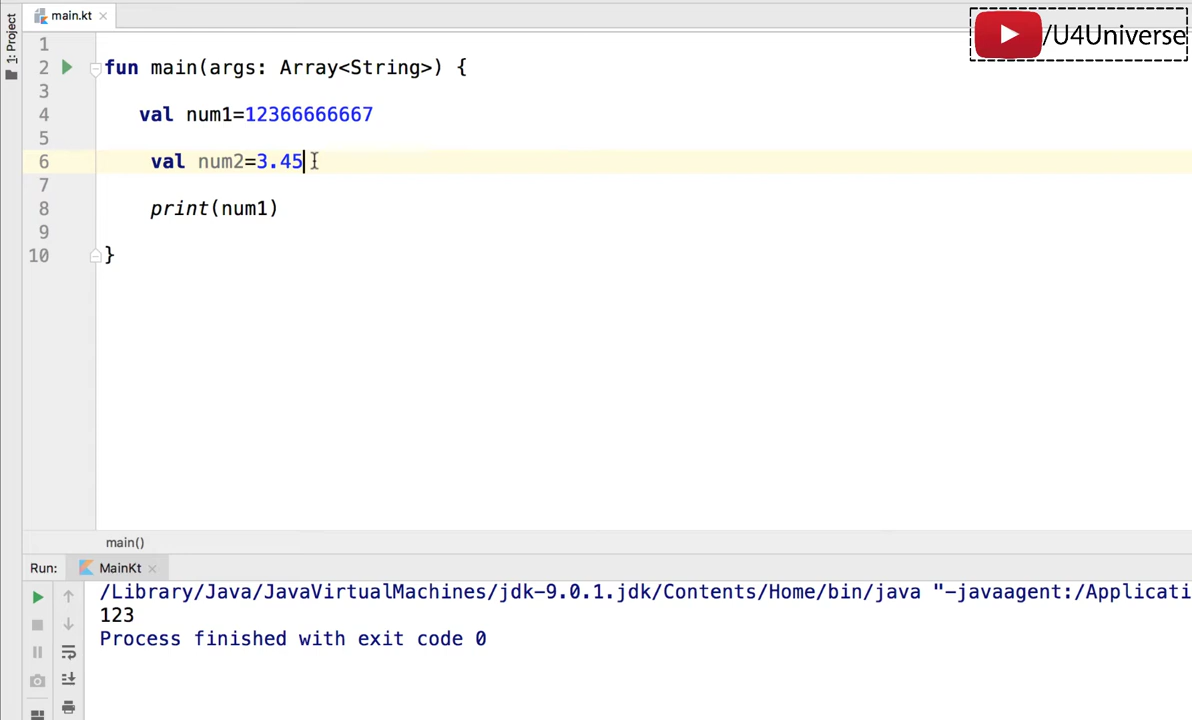 main.kt
/U4Universe
1: Project
1
2 fun main(args: Array<String>) {
3
4 val num1=12366666667
5
6 val num2=3.45
7
8 print(num1)
9
10 }
main()
Run: MainKt
/Library/Java/JavaVirtualMachines/jdk-9.0.1.jdk/Contents/Home/bin/java "-javaagent:/Applicati
123
Process finished with exit code 0